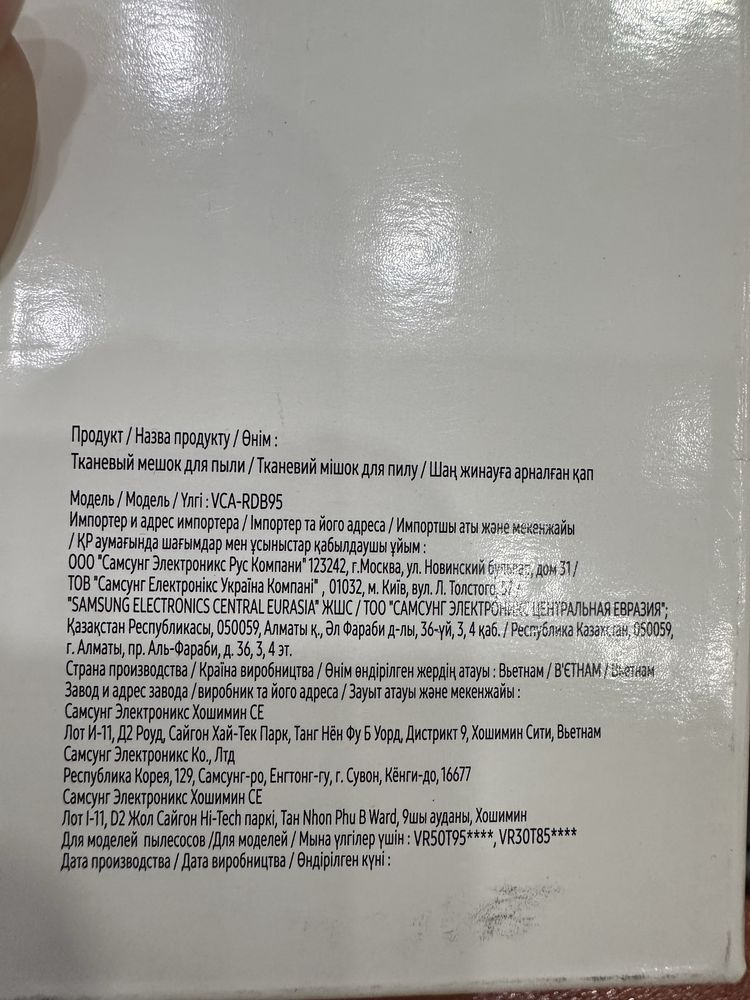 Продукт / Назва продукту / Өнім :
Тканевый мешок для пыли / Тканевий мішок для пилу / Шаң жинауға арналған қап
Модель / Модель / Үлгі : VCA-RDB95
Импортер и адрес импортера / Імпортер та його адреса / Импортшы аты және мекенжайы
/ ҚР аумағында шағымдар мен ұсыныстар қабылдаушы ұйым :
ООО "Самсунг Электроникс Рус Компани" 123242, г.Москва, ул. Новинский бульвар, дом 31 /
ТОВ "Самсунг Електронікс Україна Компані" , 01032, м. Київ, вул. Л. Толстого, 57 /
"SAMSUNG ELECTRONICS CENTRAL EURASIA" ЖШС / ТОО "САМСУНГ ЭЛЕКТРОНИКС ЦЕНТРАЛЬНАЯ ЕВРАЗИЯ";
Қазақстан Республикасы, 050059, Алматы қ., Әл Фараби д-лы, 36-үй, 3, 4 қаб. / Республика Казахстан, 050059,
г. Алматы, пр. Аль-Фараби, д. 36, 3, 4 эт.
Страна производства / Країна виробництва / Өнім өндірілген жердің атауы : Вьетнам / В'ЄТНАМ / Вьетнам
Завод и адрес завода / виробник та його адреса / Зауыт атауы және мекенжайы :
Самсунг Электроникс Хошимин СЕ
Лот И-11, Д2 Роуд, Сайгон Хай-Тек Парк, Танг Нён Фу Б Уорд, Дистрикт 9, Хошимин Сити, Вьетнам
Самсунг Электроникс Ко., Лтд
Республика Корея, 129, Самсунг-ро, Енгтонг-гу, г. Сувон, Кёнги-до, 16677
Самсунг Электроникс Хошимин СЕ
Лот I-11, D2 Жол Сайгон Hi-Tech паркі, Тан Nhon Phu B Ward, 9шы ауданы, Хошимин
Для моделей пылесосов /Для моделей / Мына үлгілер үшін : VR50T95****, VR30T85****
Дата производства / Дата виробництва / Өндірілген күні :